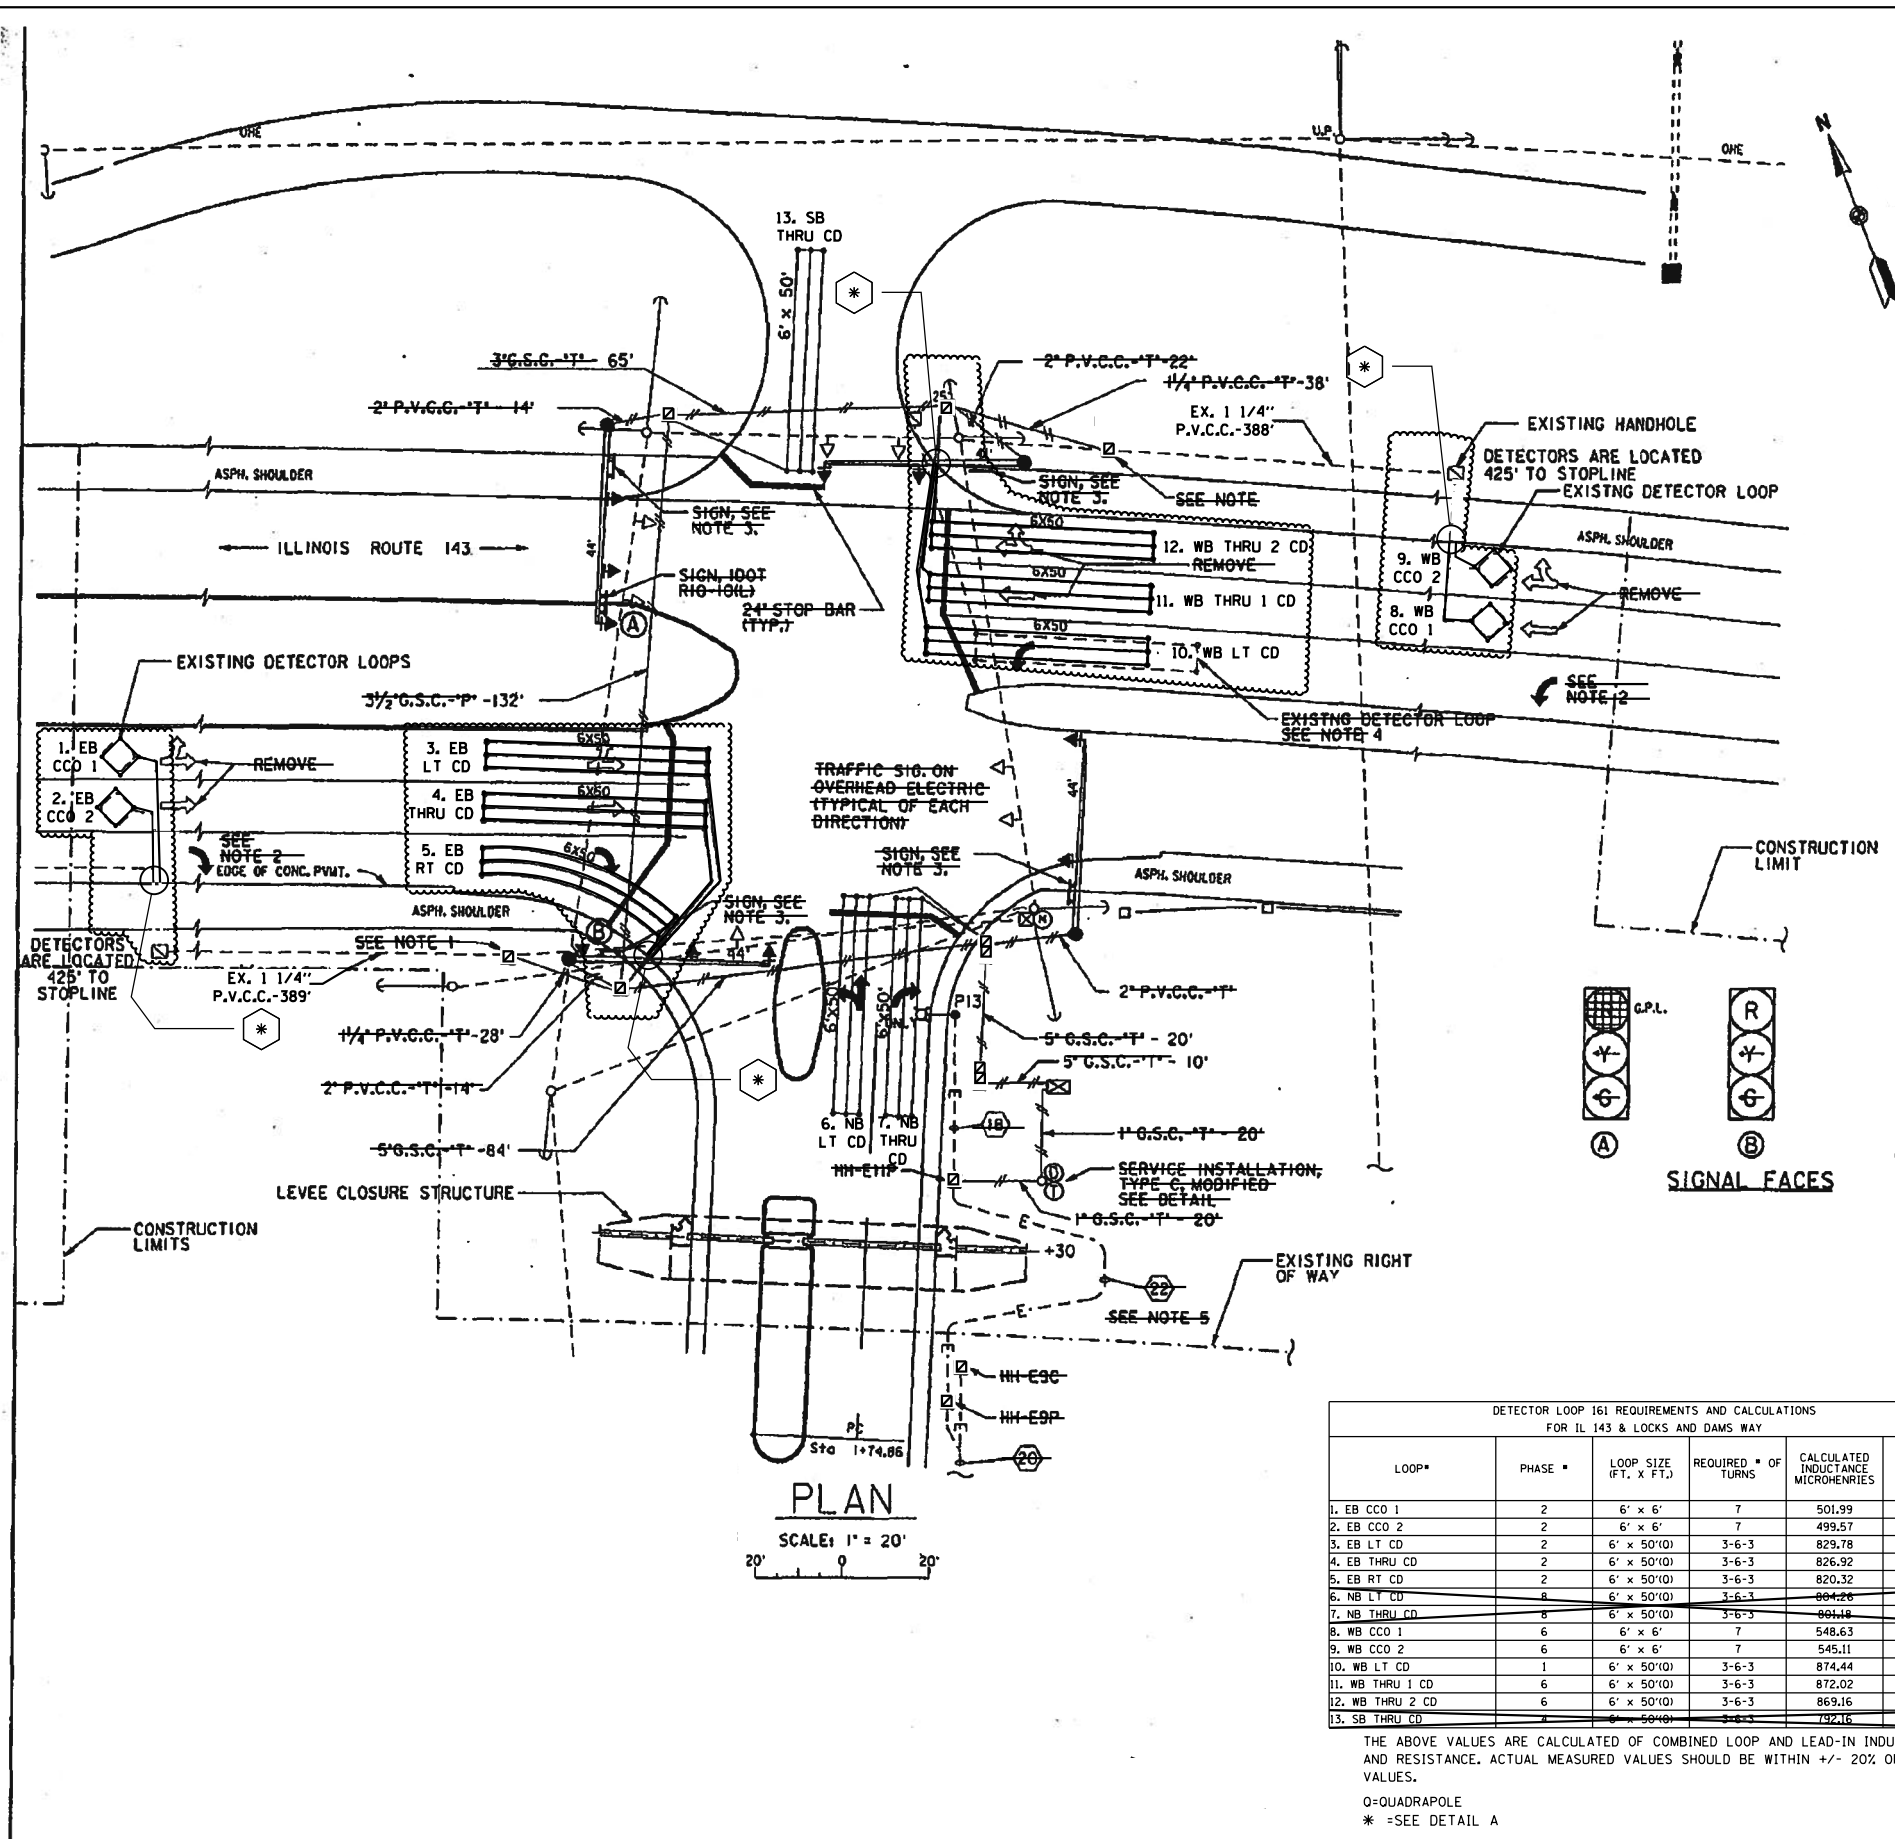 OHE
U.P.
OHE
N
13. SB
THRU CD
6' x 50'
*
3"G.S.C.-"T" - 65'
2" P.V.C.C.-"T" - 14'
2" P.V.C.C.-"T"-22'
1¼" P.V.C.C.-"T"-38'
*
EX. 1 1/4"
P.V.C.C.-388'
EXISTING HANDHOLE
DETECTORS ARE LOCATED
425' TO STOPLINE
EXISTNG DETECTOR LOOP
25'
ASPH. SHOULDER
SIGN, SEE
NOTE 3.
SIGN, SEE
NOTE 3.
SEE NOTE
ASPH. SHOULDER
ILLINOIS ROUTE 143
44'
SIGN, IDOT
R10-10(L)
24" STOP BAR
(TYP.)
A
6X50
12. WB THRU 2 CD
REMOVE
6X50
11. WB THRU 1 CD
6X50'
10. WB LT CD
9. WB
CCO 2
8. WB
CCO 1
REMOVE
SEE
NOTE 2
EXISTNG DETECTOR LOOP
SEE NOTE 4
EXISTING DETECTOR LOOPS
3½"G.S.C.-"P" -132'
1. EB
CCO 1
2. EB
CCO 2
REMOVE
3. EB
LT CD
6X50
4. EB
THRU CD
6X50
5. EB
RT CD
6X50
SEE
NOTE 2
EDGE OF CONC. PVMT.
ASPH. SHOULDER
TRAFFIC SIG. ON
OVERHEAD ELECTRIC
(TYPICAL OF EACH
DIRECTION)
44'
SIGN, SEE
NOTE 3.
ASPH. SHOULDER
CONSTRUCTION
LIMIT
SIGN, SEE
NOTE 3.
B
44'
M
DETECTORS
ARE LOCATED
425' TO
STOPLINE
SEE NOTE 1
EX. 1 1/4"
P.V.C.C.-389'
*
*
1¼" P.V.C.C.-"T"-28'
2" P.V.C.C.-"T"-14'
5"G.S.C.-"T" -84'
6'X50'
6'X50'
ONLY
P13
2" P.V.C.C.-"T"
5" G.S.C.-"T" - 20'
5" G.S.C.-"T" - 10'
E
18
1" G.S.C.-"T" - 20'
6. NB
LT CD
7. NB
THRU
CD
HH-E11P
D
T
SERVICE INSTALLATION,
TYPE C, MODIFIED
SEE DETAIL
1" G.S.C.-"T" - 20'
G.P.L.
R
Y
Y
G
G
A
B
SIGNAL FACES
LEVEE CLOSURE STRUCTURE
CONSTRUCTION
LIMITS
E
+30
22
SEE NOTE 5
E
EXISTING RIGHT
OF WAY
E
HH-E9C
HH-E9P
E
20
PC
Sta 1+74.86
PLAN
SCALE: 1" = 20'
20' 0 20'
DETECTOR LOOP 161 REQUIREMENTS AND CALCULATIONS
FOR IL 143 & LOCKS AND DAMS WAY
LOOP# PHASE # LOOP SIZE (FT. X FT.) REQUIRED # OF TURNS CALCULATED INDUCTANCE MICROHENRIES
1. EB CCO 1 2 6' x 6' 7 501.99
2. EB CCO 2 2 6' x 6' 7 499.57
3. EB LT CD 2 6' x 50'(Q) 3-6-3 829.78
4. EB THRU CD 2 6' x 50'(Q) 3-6-3 826.92
5. EB RT CD 2 6' x 50'(Q) 3-6-3 820.32
6. NB LT CD 8 6' x 50'(Q) 3-6-3 804.26
7. NB THRU CD 8 6' x 50'(Q) 3-6-3 801.18
8. WB CCO 1 6 6' x 6' 7 548.63
9. WB CCO 2 6 6' x 6' 7 545.11
10. WB LT CD 1 6' x 50'(Q) 3-6-3 874.44
11. WB THRU 1 CD 6 6' x 50'(Q) 3-6-3 872.02
12. WB THRU 2 CD 6 6' x 50'(Q) 3-6-3 869.16
13. SB THRU CD 4 6' x 50'(Q) 3-6-3 792.16
THE ABOVE VALUES ARE CALCULATED OF COMBINED LOOP AND LEAD-IN INDU
AND RESISTANCE. ACTUAL MEASURED VALUES SHOULD BE WITHIN +/- 20% O
VALUES.
Q=QUADRAPOLE
* =SEE DETAIL A